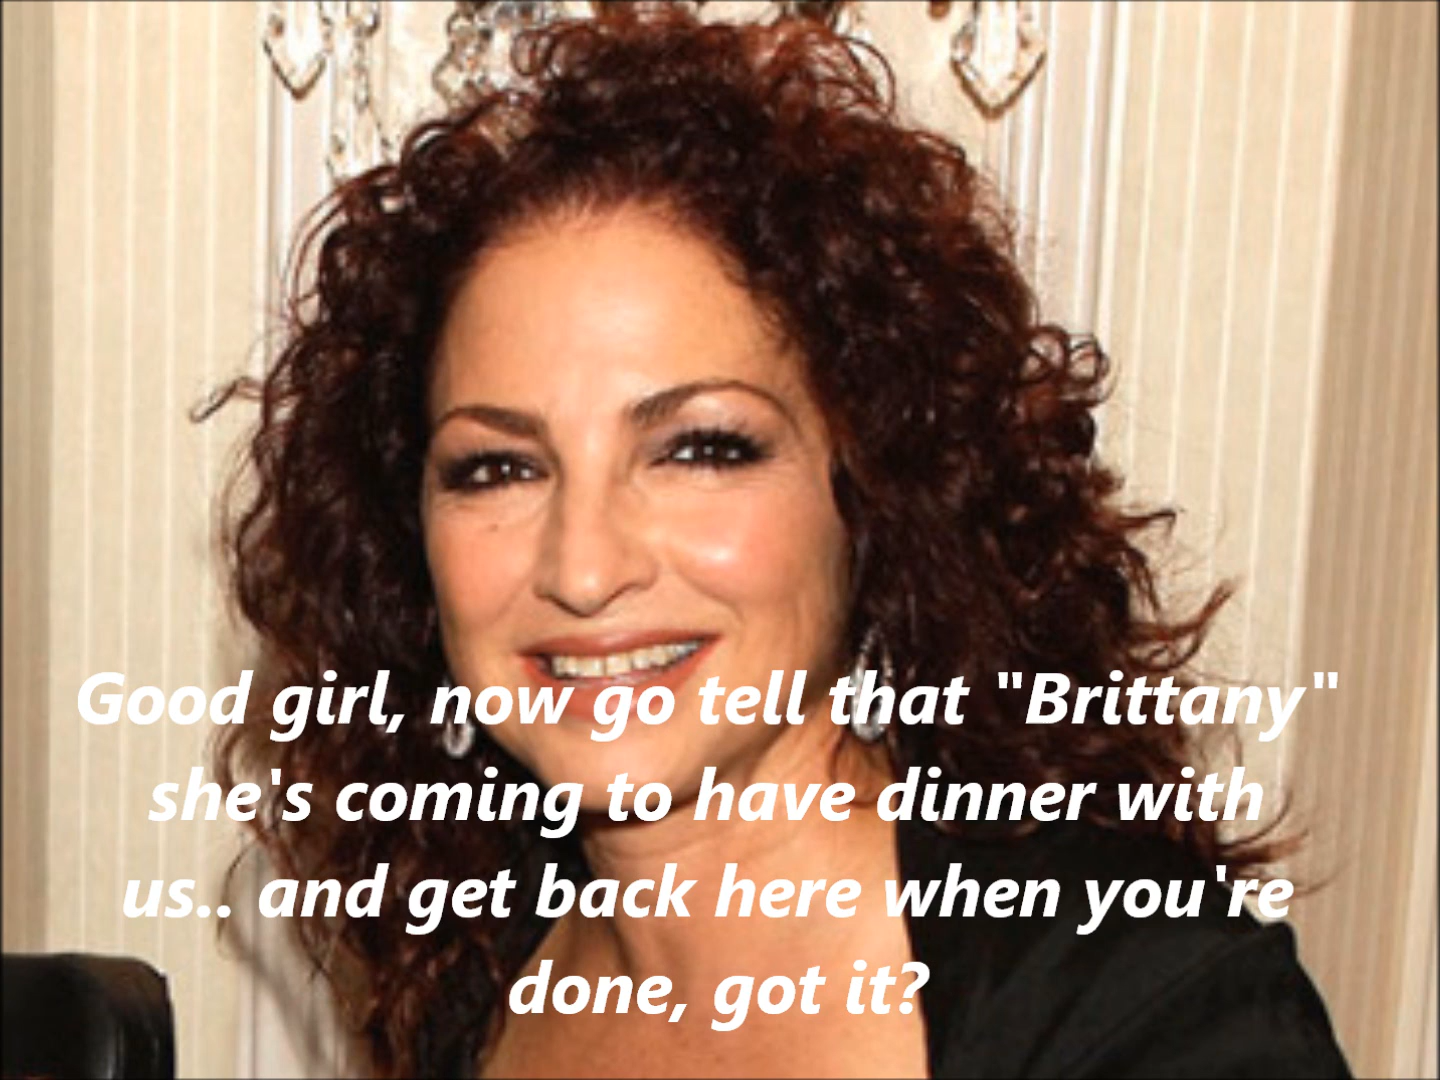 Good girl, now go tell that "Brittany"
she's coming to have dinner with
us.. and get back here when you're
done, got it?